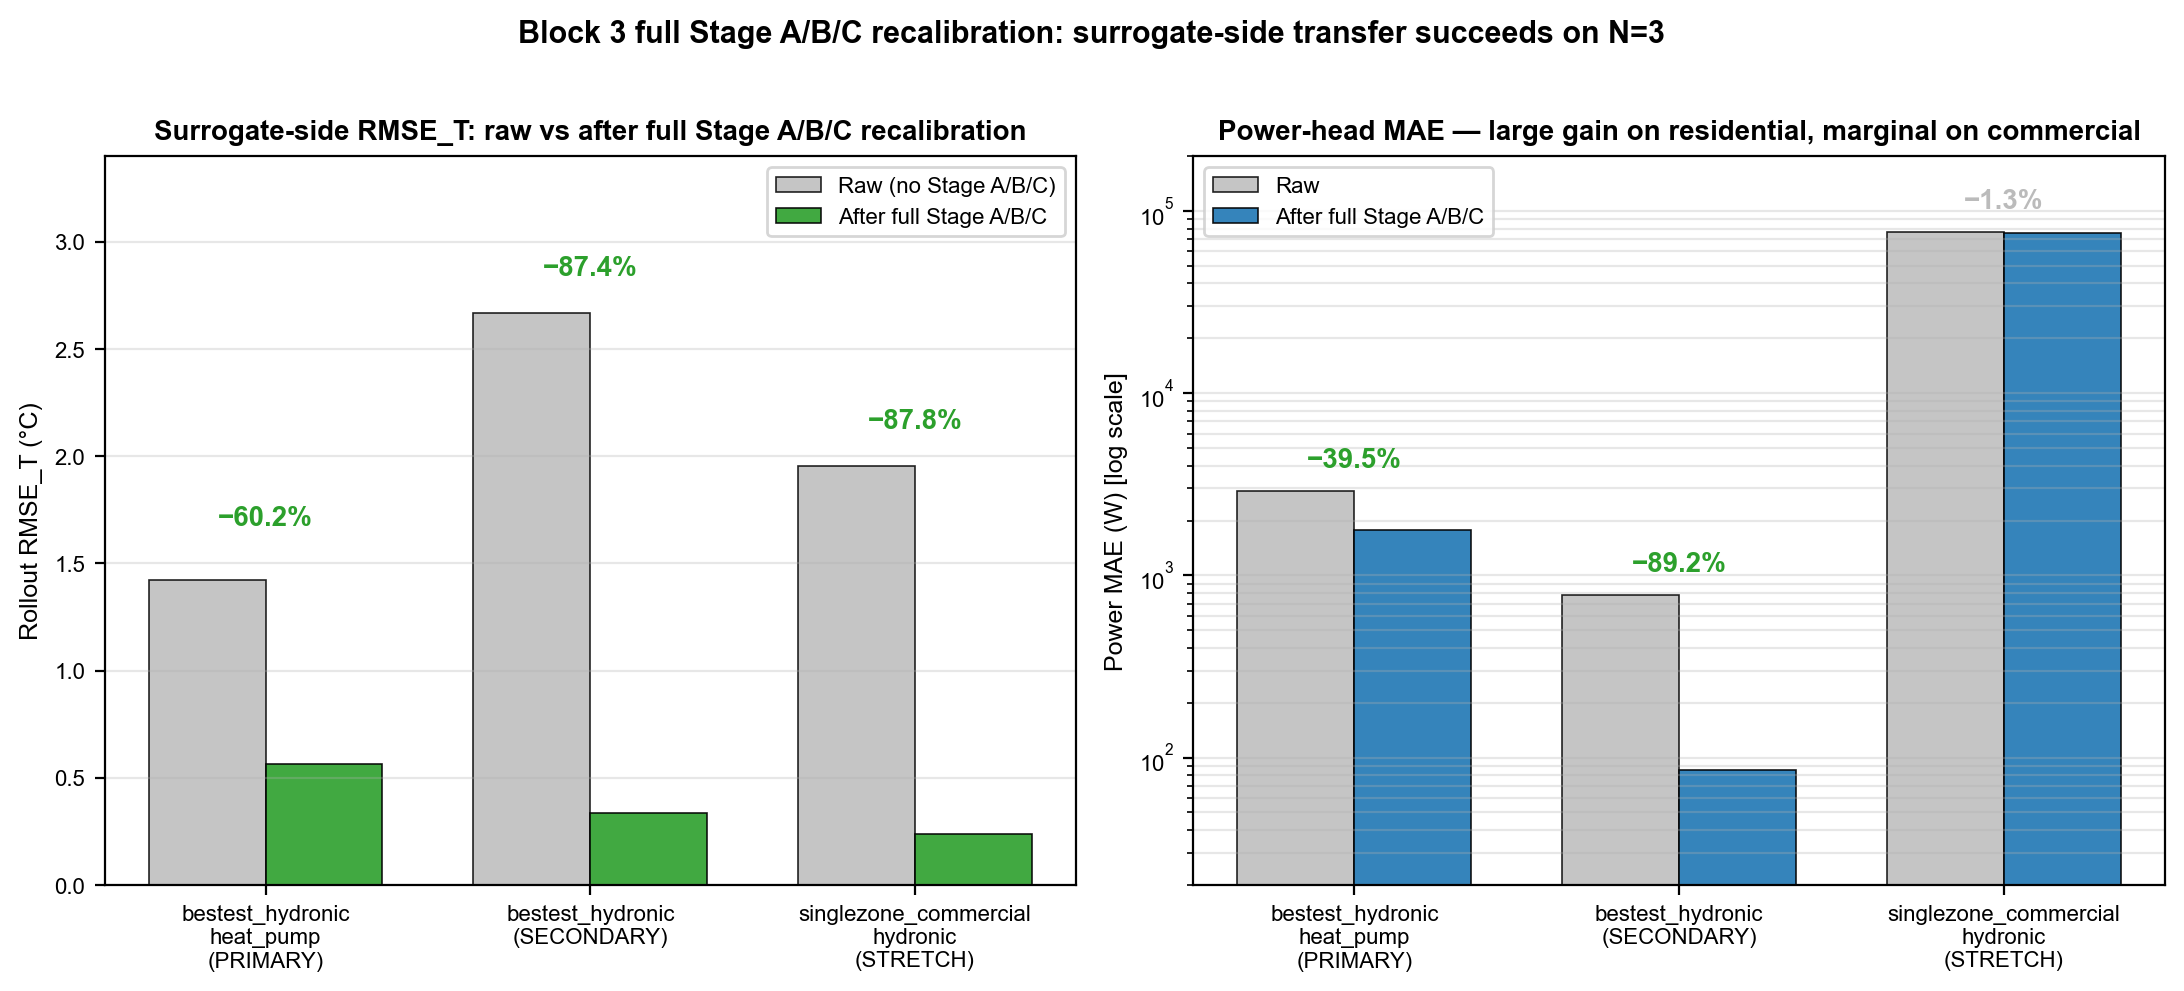 Block 3 full Stage A/B/C recalibration: surrogate-side transfer succeeds on N=3
Surrogate-side RMSE_T: raw vs after full Stage A/B/C recalibration
Raw (no Stage A/B/C)
After full Stage A/B/C
Rollout RMSE_T (°C)
3.0
2.5
2.0
1.5
1.0
0.5
0.0
−60.2%
−87.4%
−87.8%
bestest_hydronic
heat_pump
(PRIMARY)
bestest_hydronic
(SECONDARY)
singlezone_commercial
hydronic
(STRETCH)
Power-head MAE — large gain on residential, marginal on commercial
Raw
After full Stage A/B/C
Power MAE (W) [log scale]
10^5
10^4
10^3
10^2
−39.5%
−89.2%
−1.3%
bestest_hydronic
heat_pump
(PRIMARY)
bestest_hydronic
(SECONDARY)
singlezone_commercial
hydronic
(STRETCH)